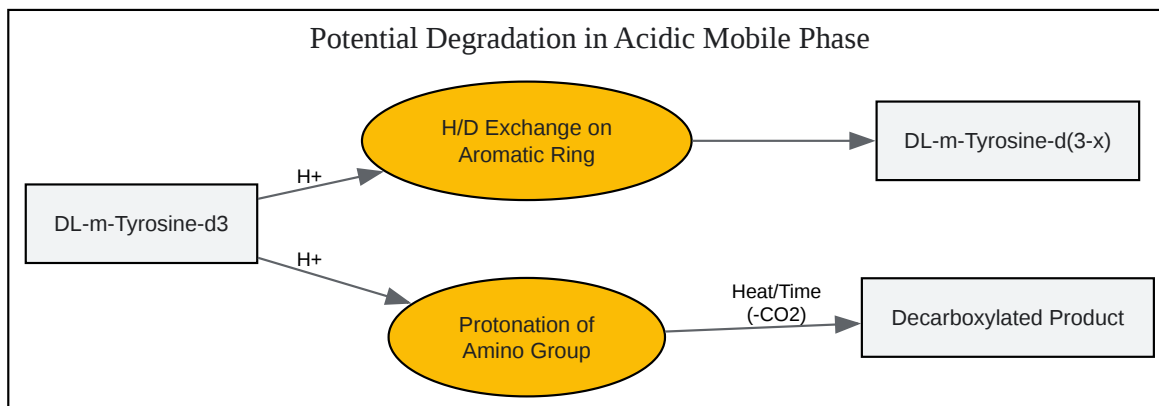 Potential Degradation in Acidic Mobile Phase
H/D Exchange on
Aromatic Ring
DL-m-Tyrosine-d(3-x)
H+
DL-m-Tyrosine-d3
H+
Heat/Time
(-CO2)
Protonation of
Amino Group
Decarboxylated Product